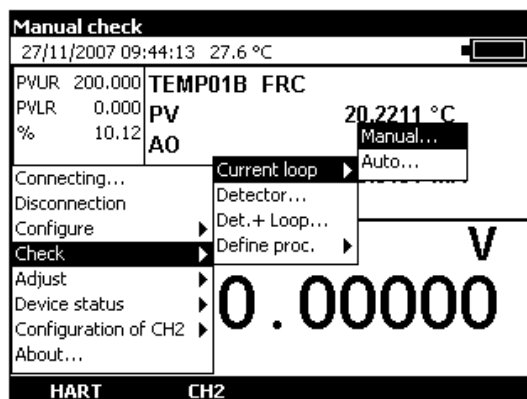 Manual check
27/11/2007 09:44:13 27.6 °C
PVUR 200.000
PVLR 0.000
% 10.12
TEMP01B FRC
PV 20.2211 °C
AO
Connecting...
Disconnection
Configure
Check
Adjust
Device status
Configuration of CH2
About...
Current loop
Detector...
Det.+ Loop...
Define proc.
Manual...
Auto...
V
0.00000
HART CH2